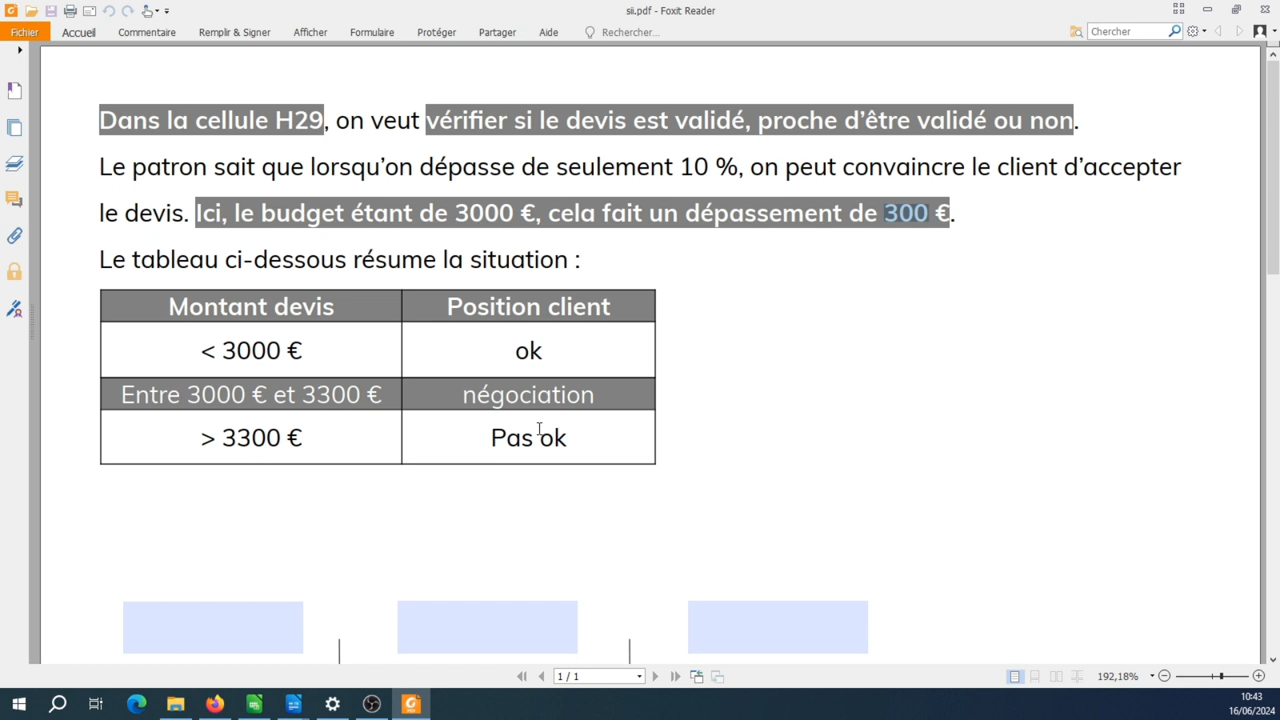 sii.pdf - Foxit Reader
Fichier Accueil Commentaire Remplir & Signer Afficher Formulaire Protéger Partager Aide Rechercher... Chercher
Dans la cellule H29, on veut vérifier si le devis est validé, proche d’être validé ou non.
Le patron sait que lorsqu’on dépasse de seulement 10 %, on peut convaincre le client d’accepter
le devis. Ici, le budget étant de 3000 €, cela fait un dépassement de 300 €.
Le tableau ci-dessous résume la situation :
Montant devis Position client
< 3000 € ok
Entre 3000 € et 3300 € négociation
> 3300 € Pas ok
1 / 1 192,18%
10:43
16/06/2024